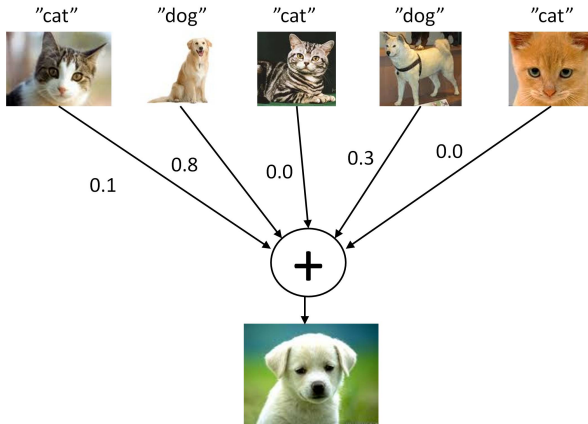 ”cat” ”dog” ”cat” ”dog” ”cat”
0.1 0.8 0.0 0.3 0.0
+